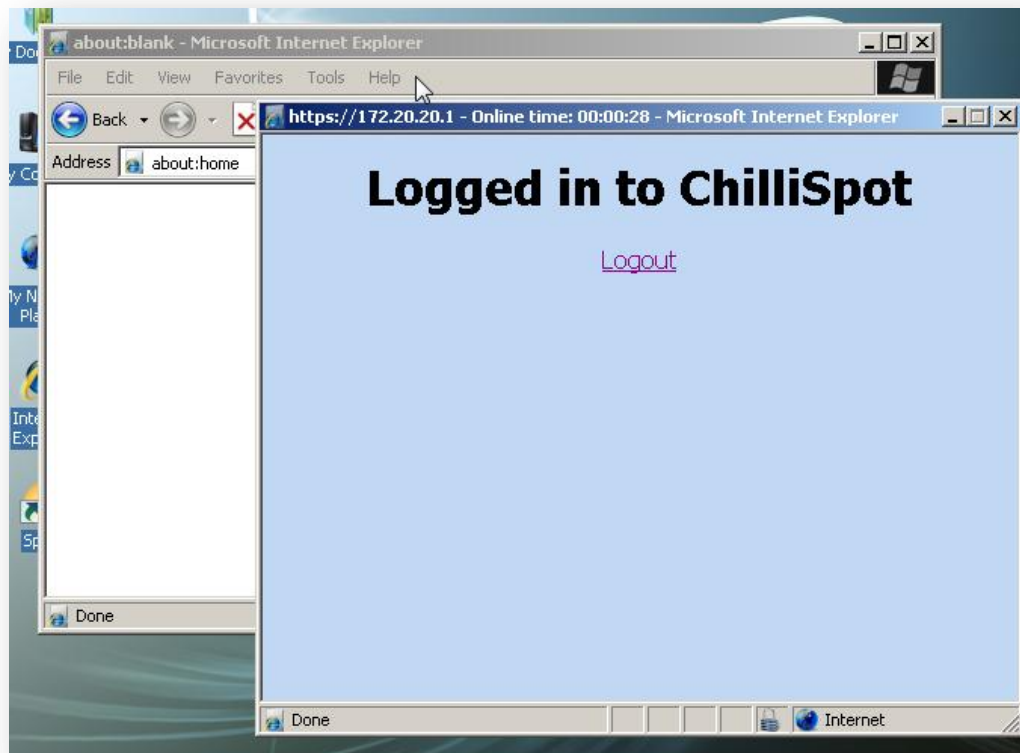 about:blank - Microsoft Internet Explorer
File Edit View Favorites Tools Help
Back
Address about:home
https://172.20.20.1 - Online time: 00:00:28 - Microsoft Internet Explorer
Logged in to ChilliSpot
Logout
Done
Done Internet